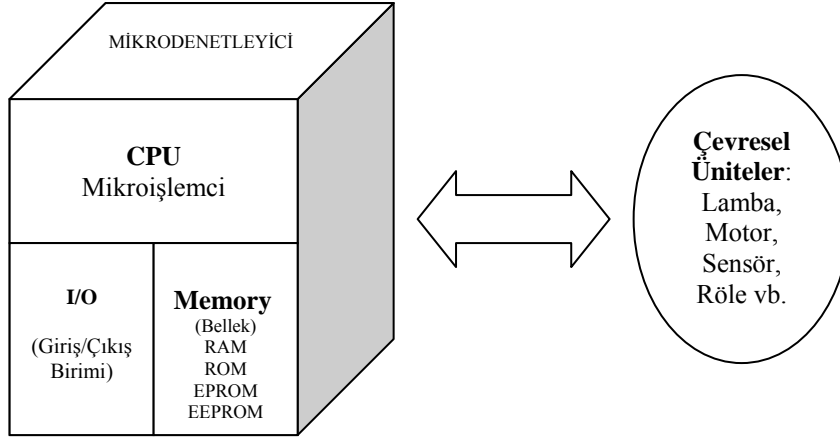 MİKRODENETLEYİCİ
CPU
Mikroişlemci
I/O
(Giriş/Çıkış
Birimi)
Memory
(Bellek)
RAM
ROM
EPROM
EEPROM
Çevresel
Üniteler:
Lamba,
Motor,
Sensör,
Röle vb.